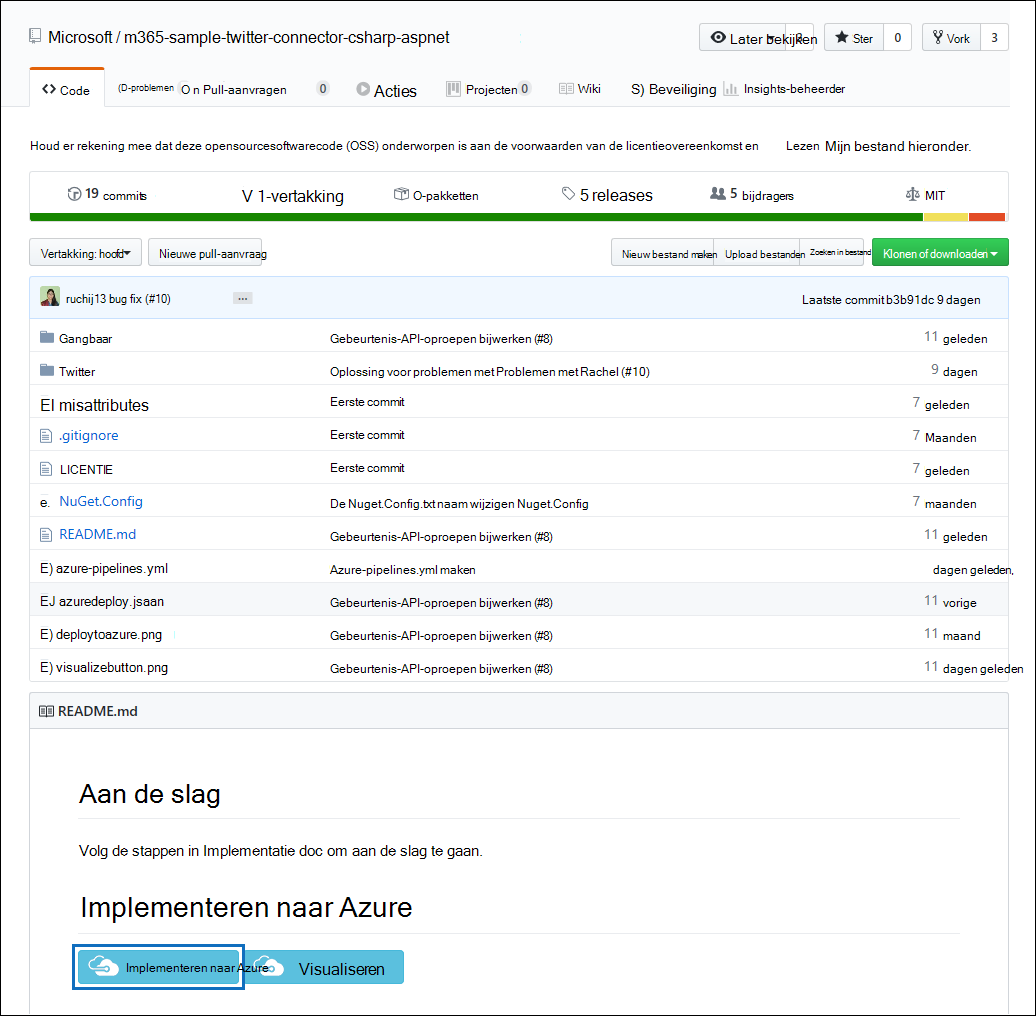 Microsoft / m365-sample-twitter-connector-csharp-aspnet Later bekijken Ster 0 Vork 3
Code (D-problemen O n Pull-aanvragen 0 Acties Projecten 0 Wiki S) Beveiliging Insights-beheerder
Houd er rekening mee dat deze opensourcesoftwarecode (OSS) onderworpen is aan de voorwaarden van de licentieovereenkomst en Lezen Mijn bestand hieronder.
19 commits V 1-vertakking O-pakketten 5 releases 5 bijdragers MIT
Vertakking: hoofd Nieuwe pull-aanvraag Nieuw bestand maken Upload bestanden Zoeken in bestand Klonen of downloaden
ruchij13 bug fix (#10) ... Laatste commit b3b91dc 9 dagen
Gangbaar Gebeurtenis-API-oproepen bijwerken (#8) 11 geleden
Twitter Oplossing voor problemen met Problemen met Rachel (#10) 9 dagen
El misattributes Eerste commit 7 geleden
.gitignore Eerste commit 7 Maanden
LICENTIE Eerste commit 7 geleden
e. NuGet.Config De Nuget.Config.txt naam wijzigen Nuget.Config 7 maanden
README.md Gebeurtenis-API-oproepen bijwerken (#8) 11 geleden
E) azure-pipelines.yml Azure-pipelines.yml maken dagen geleden,
EJ azuredeploy.jsaan Gebeurtenis-API-oproepen bijwerken (#8) 11 vorige
E) deploytoazure.png Gebeurtenis-API-oproepen bijwerken (#8) 11 maand
E) visualizebutton.png Gebeurtenis-API-oproepen bijwerken (#8) 11 dagen geleden
README.md
Aan de slag
Volg de stappen in Implementatie doc om aan de slag te gaan.
Implementeren naar Azure
Implementeren naar Azure Visualiseren